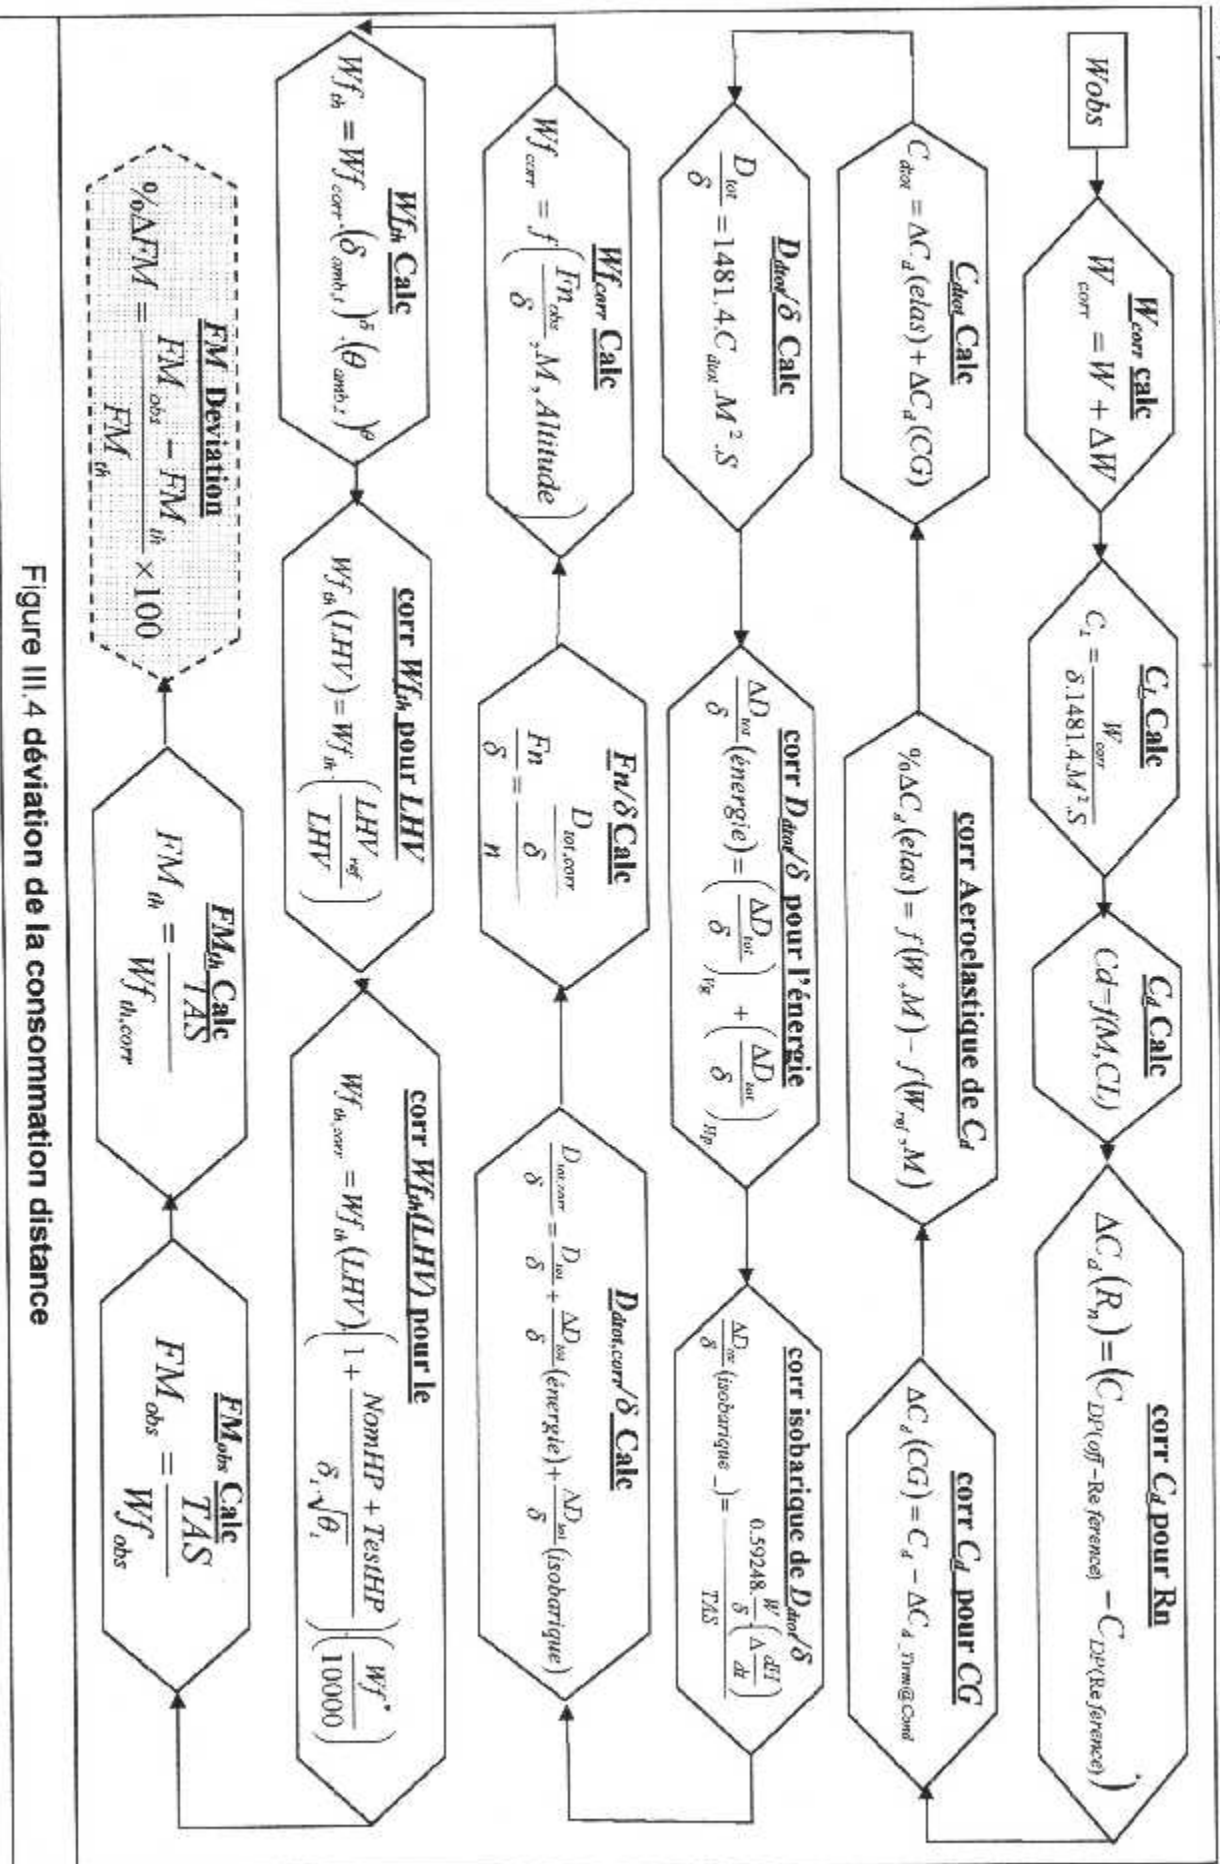 Wobs
W_corr calc
W_corr = W + ΔW
C_L Calc
C_L = W_corr / (δ.1481.4.M².S)
C_d Calc
Cd=f(M,CL)
corr C_d pour Rn
ΔC_d(R_n) = (C_DP(off-Reference) − C_DP(Reference))
corr C_d pour CG
ΔC_d(CG) = C_d − ΔC_d_Trim@Cond
corr Aeroelastique de C_d
%ΔC_d(elas) = f(W,M) − f(W_ref,M)
C_dtot Calc
C_dtot = ΔC_d(elas) + ΔC_d(CG)
D_dtot/δ Calc
D_tot/δ = 1481.4.C_dtot.M².S
corr D_dtot/δ pour l'énergie
ΔD_tot/δ (énergie) = (ΔD_tot/δ)_Vg + (ΔD_tot/δ)_Hp
corr isobarique de D_dtot/δ
ΔD_tot/δ (isobarique_) = 0.59248.W/δ.(Δ dH/dt) / TAS
D_dtot,corr/δ Calc
D_tot,corr/δ = D_tot/δ + ΔD_tot/δ (énergie) + ΔD_tot/δ (isobarique)
Fn/δ Calc
Fn/δ = (D_tot,corr/δ) / n
Wf_corr Calc
Wf_corr = f(Fn_obs/δ, M, Altitude)
Wf_th Calc
Wf_th = Wf_corr.(δ_amb,t)^δ.(θ_amb,t)^θ
corr Wf_th pour LHV
Wf_th(LHV) = Wf_th.(LHV_ref/LHV)
corr Wf_th(LHV) pour le
Wf_th,corr = Wf_th(LHV).(1 + (NomHP + TestHP)/(δ_t.√θ_t)).(Wf*/10000)
FM_obs Calc
FM_obs = TAS/Wf_obs
FM_th Calc
FM_th = TAS/Wf_th,corr
FM Deviation
%ΔFM = (FM_obs − FM_th)/FM_th ×100
Figure III.4 déviation de la consommation distance